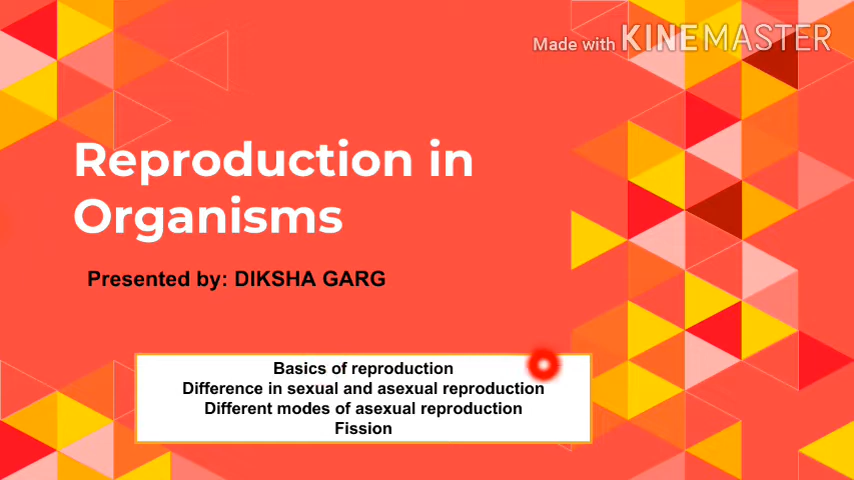 Made with KINEMASTER
Reproduction in
Organisms
Presented by: DIKSHA GARG
Basics of reproduction
Difference in sexual and asexual reproduction
Different modes of asexual reproduction
Fission